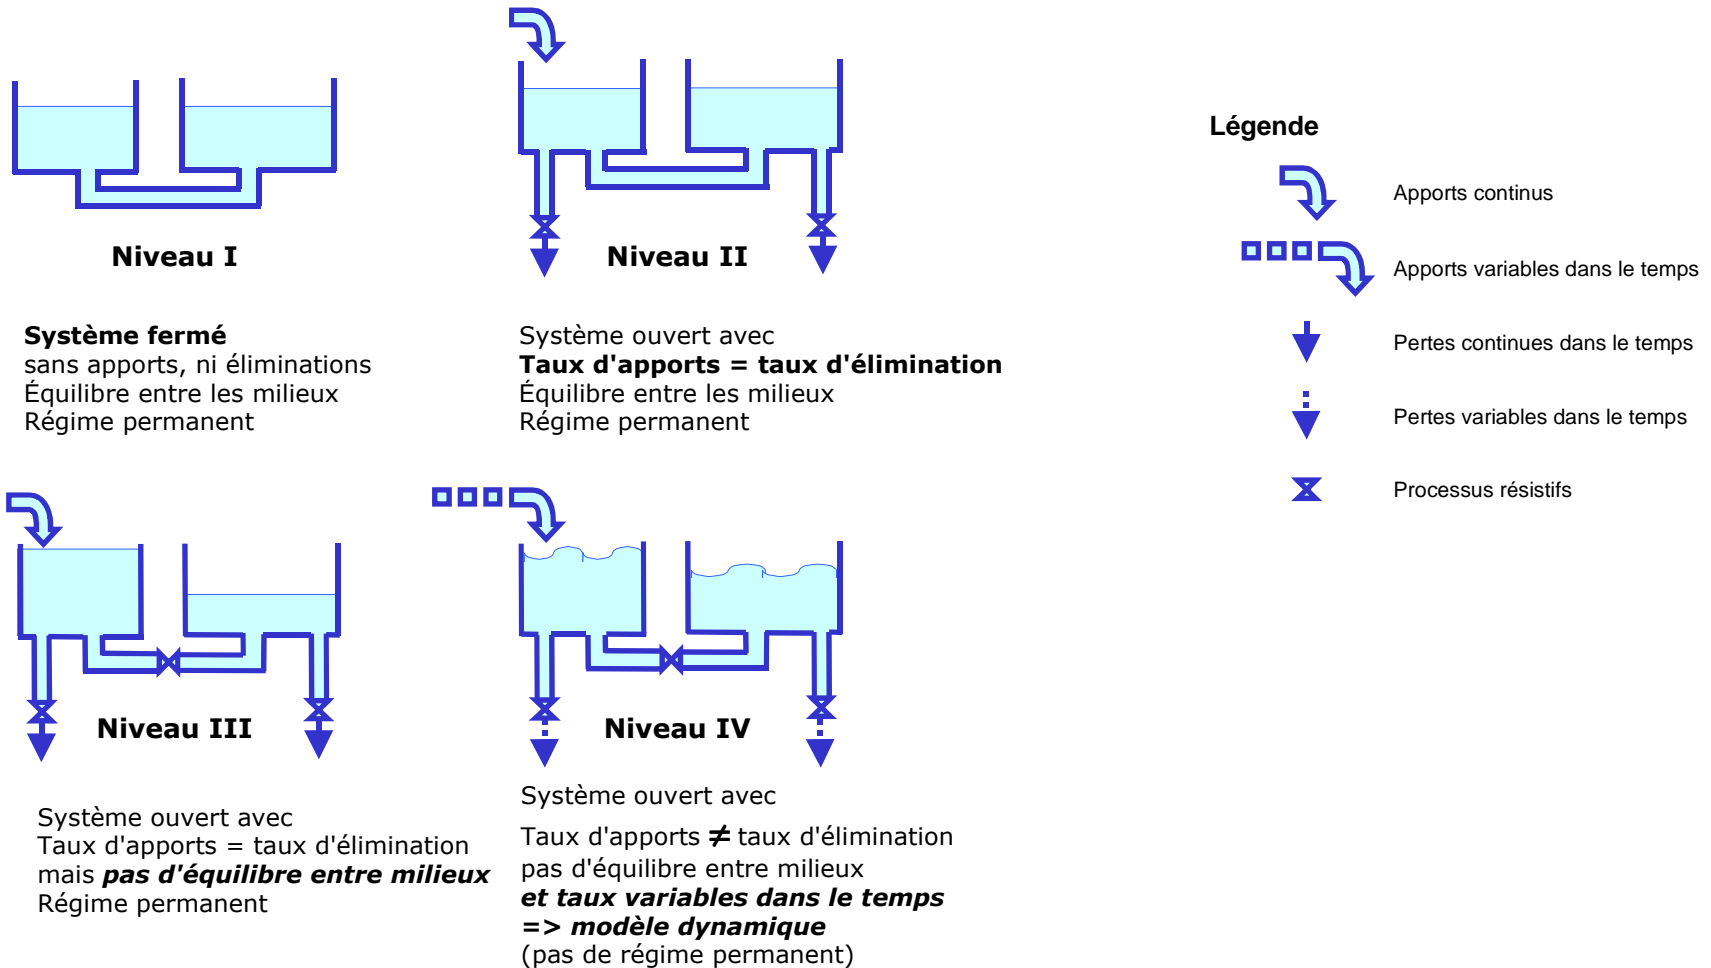 Niveau I
Système fermé
sans apports, ni éliminations
Équilibre entre les milieux
Régime permanent
Niveau II
Système ouvert avec
Taux d'apports = taux d'élimination
Équilibre entre les milieux
Régime permanent
Niveau III
Système ouvert avec
Taux d'apports = taux d'élimination
mais pas d'équilibre entre milieux
Régime permanent
Niveau IV
Système ouvert avec
Taux d'apports ≠ taux d'élimination
pas d'équilibre entre milieux
et taux variables dans le temps
=> modèle dynamique
(pas de régime permanent)
Légende
Apports continus
Apports variables dans le temps
Pertes continues dans le temps
Pertes variables dans le temps
Processus résistifs